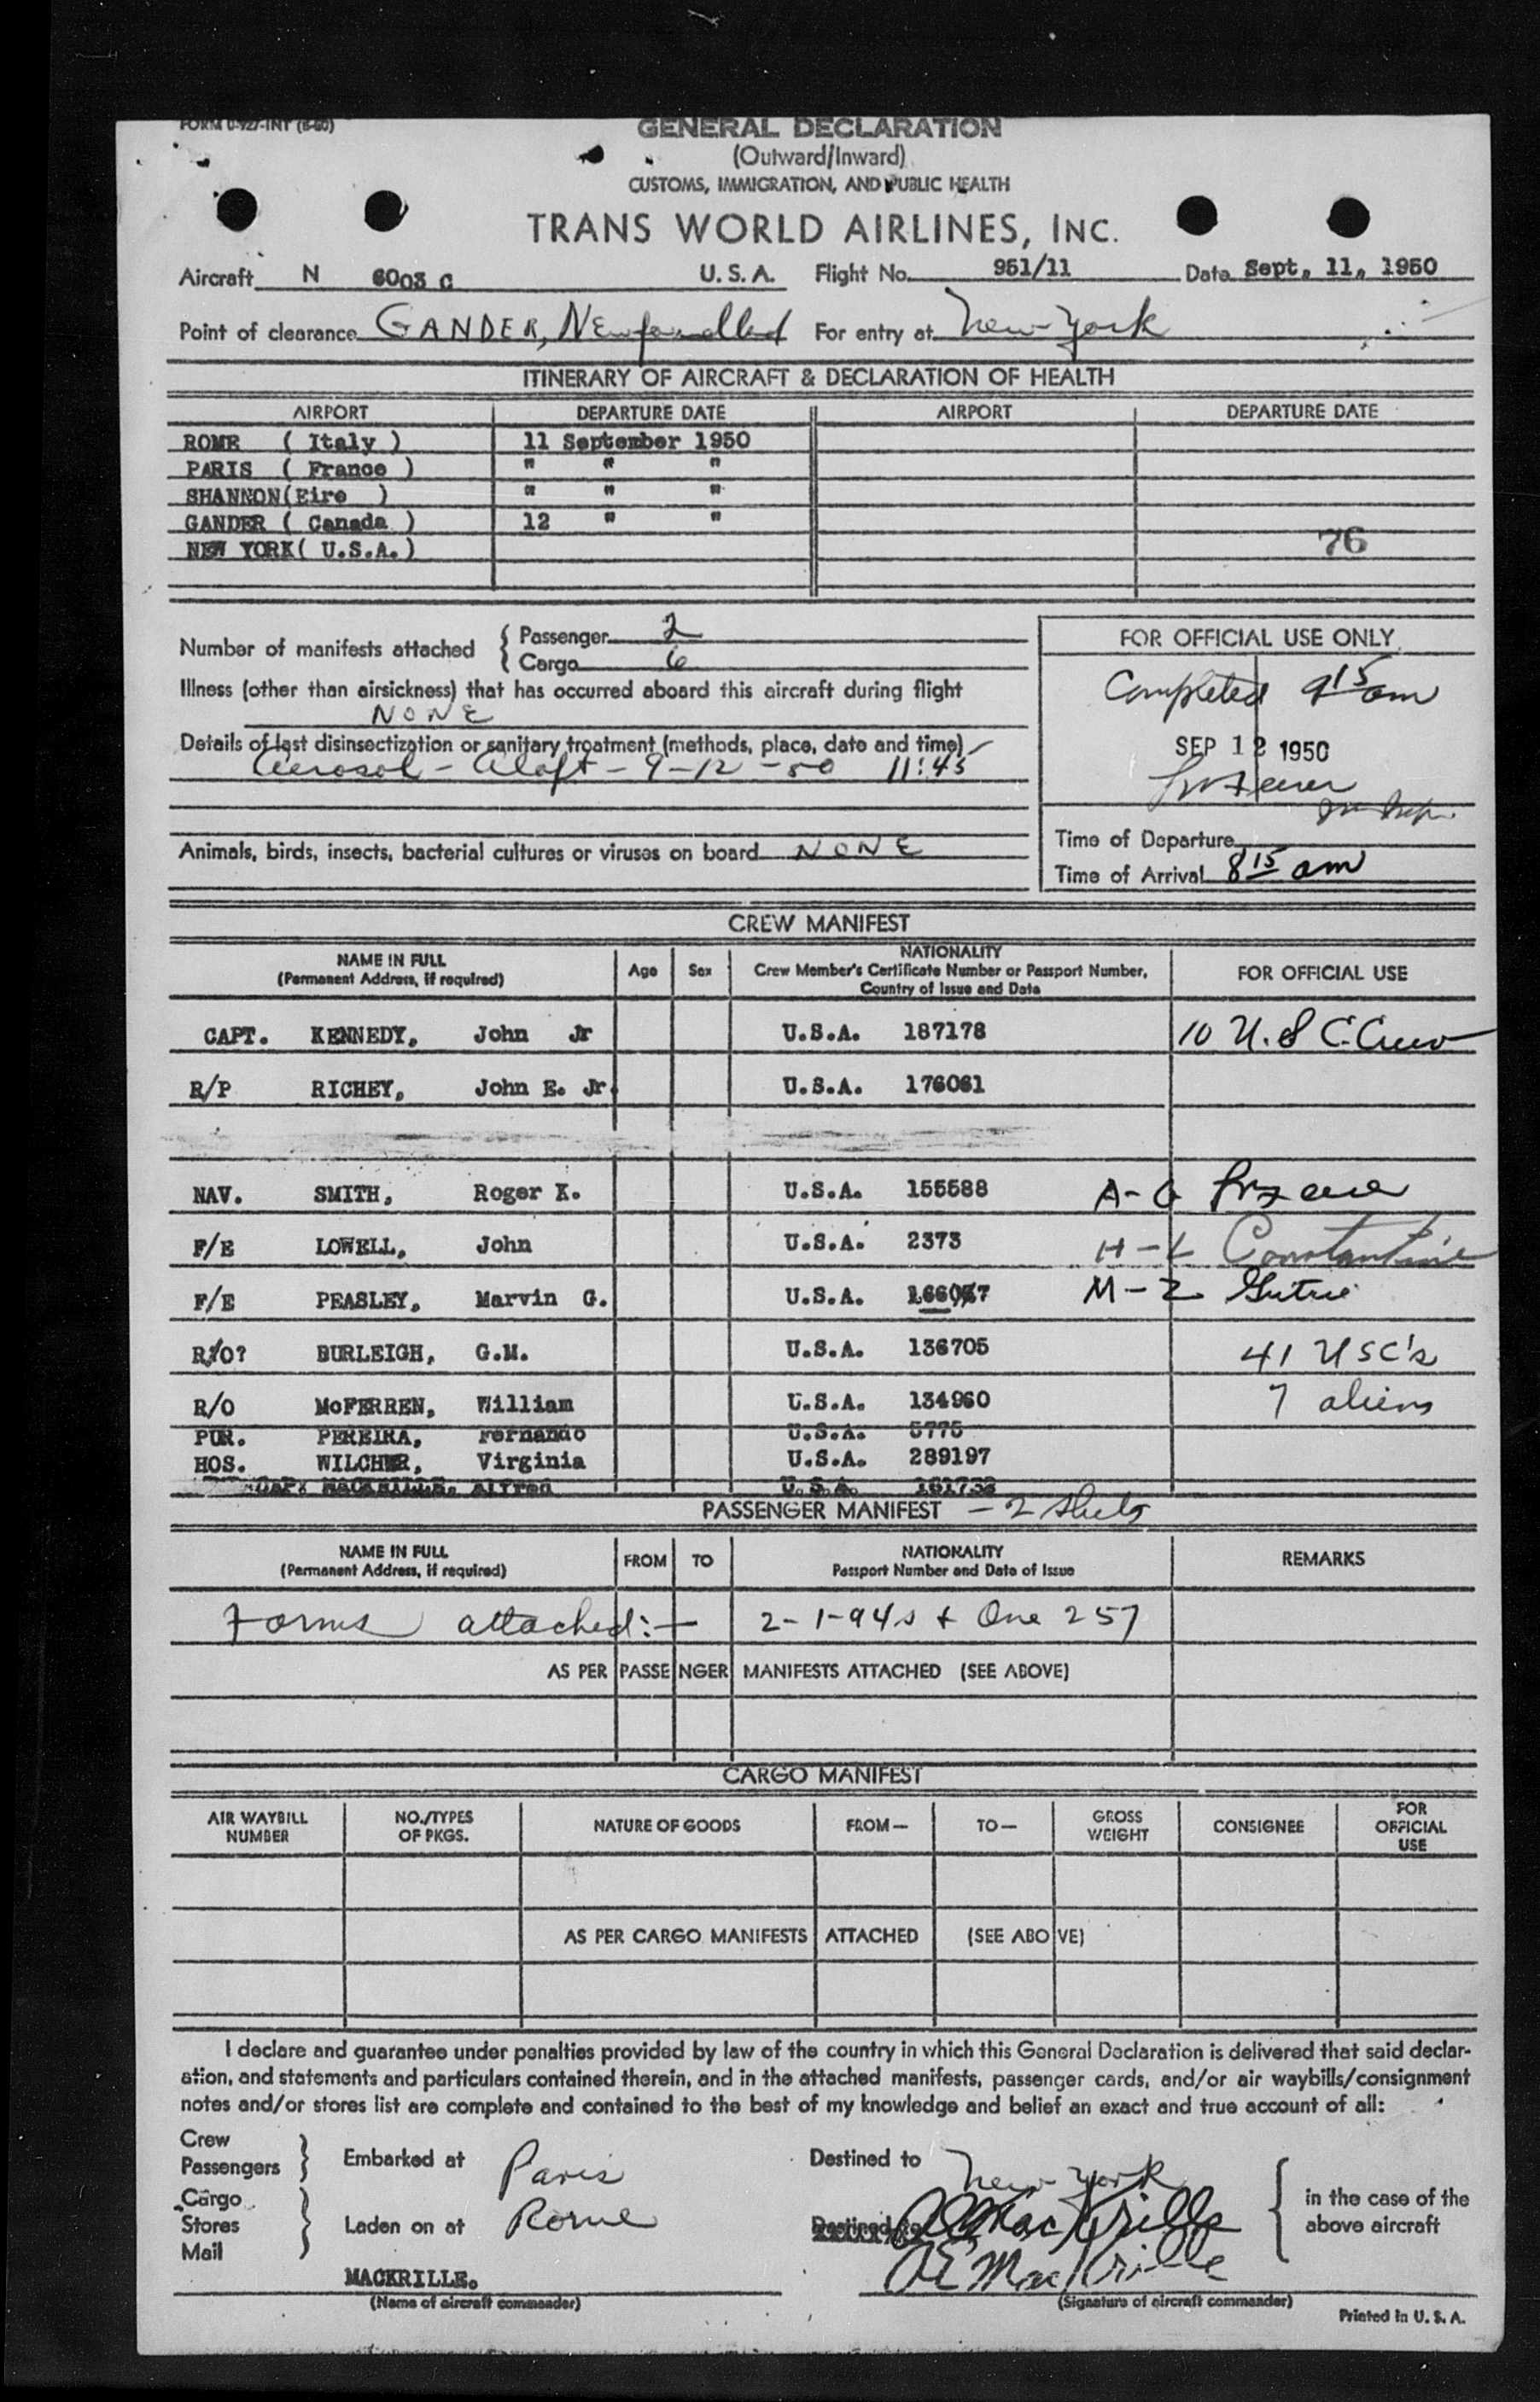 FORM U-927-INT (5-50)
GENERAL DECLARATION
(Outward/Inward)
CUSTOMS, IMMIGRATION, AND PUBLIC HEALTH
TRANS WORLD AIRLINES, INC.
Aircraft N 6003 C U.S.A. Flight No. 951/11 Date Sept. 11, 1950
Point of clearance GANDER, Newfoundland For entry at New York
ITINERARY OF AIRCRAFT & DECLARATION OF HEALTH
AIRPORT DEPARTURE DATE AIRPORT DEPARTURE DATE
ROME ( Italy ) 11 September 1950
PARIS ( France ) " " "
SHANNON(Eire ) " " "
GANDER ( Canada ) 12 " "
NEW YORK( U.S.A.)
76
Number of manifests attached { Passenger 2
Cargo 6
FOR OFFICIAL USE ONLY
Completed 9 15 am
SEP 12 1950
Illness (other than airsickness) that has occurred aboard this aircraft during flight
NONE
Details of last disinsectization or sanitary treatment (methods, place, date and time)
Aerosol - Aloft - 9-12-50 11:45
Animals, birds, insects, bacterial cultures or viruses on board NONE
Time of Departure
Time of Arrival 8 15 am
CREW MANIFEST
NAME IN FULL
(Permanent Address, if required)
Age Sex
NATIONALITY
Crew Member's Certificate Number or Passport Number,
Country of Issue and Date
FOR OFFICIAL USE
CAPT. KENNEDY, John Jr U.S.A. 187178 10 U.S.C. Crew
R/P RICHEY, John E. Jr. U.S.A. 176061
NAV. SMITH, Roger K. U.S.A. 155588 A-G
F/E LOWELL, John U.S.A. 2373 H-L Constantine
F/E PEASLEY, Marvin G. U.S.A. M-Z
R/O? BURLEIGH, G.M. U.S.A. 136705 41 USC's
R/O McFERREN, William U.S.A. 134960 7 aliens
PUR. PEREIRA, Fernando U.S.A. 5775
HOS. WILCHER, Virginia U.S.A. 289197
CAP. MACKRILLE, Alfred U.S.A. 161733
PASSENGER MANIFEST - 2 sheets
NAME IN FULL
(Permanent Address, if required)
FROM TO
NATIONALITY
Passport Number and Date of Issue
REMARKS
Forms attached:- 2-1-94s + One 257
AS PER PASSENGER MANIFESTS ATTACHED (SEE ABOVE)
CARGO MANIFEST
AIR WAYBILL NUMBER
NO./TYPES OF PKGS.
NATURE OF GOODS
FROM—
TO—
GROSS WEIGHT
CONSIGNEE
FOR OFFICIAL USE
AS PER CARGO MANIFESTS ATTACHED (SEE ABOVE)
I declare and guarantee under penalties provided by law of the country in which this General Declaration is delivered that said declar-
ation, and statements and particulars contained therein, and in the attached manifests, passenger cards, and/or air waybills/consignment
notes and/or stores list are complete and contained to the best of my knowledge and belief an exact and true account of all:
Crew
Passengers } Embarked at Paris Destined to New York
Cargo
Stores } Laden on at Rome Destined to AE MacKrille
Mail
{ in the case of the
above aircraft
MACKRILLE. AE MacKrille
(Name of aircraft commander) (Signature of aircraft commander)
Printed in U. S. A.